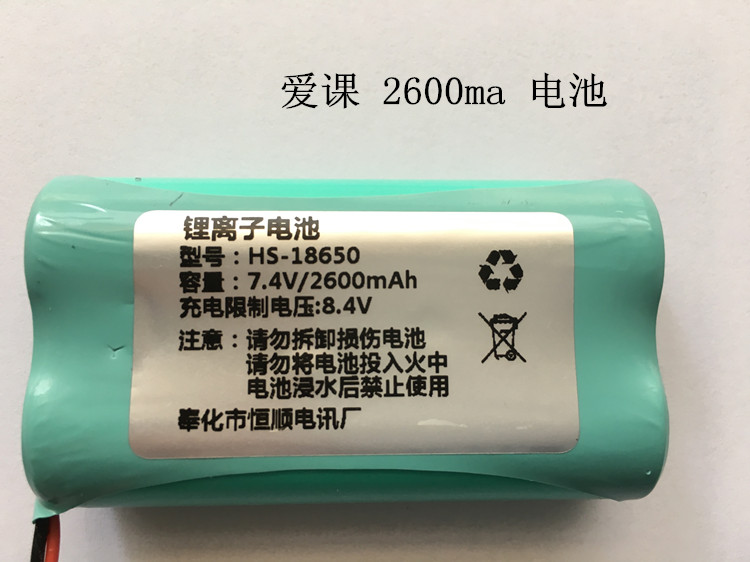 爱课 2600ma 电池
锂离子电池
型号：HS-18650
容量：7.4V/2600mAh
充电限制电压:8.4V
注意：请勿拆卸损伤电池
请勿将电池投入火中
电池浸水后禁止使用
奉化市恒顺电讯厂